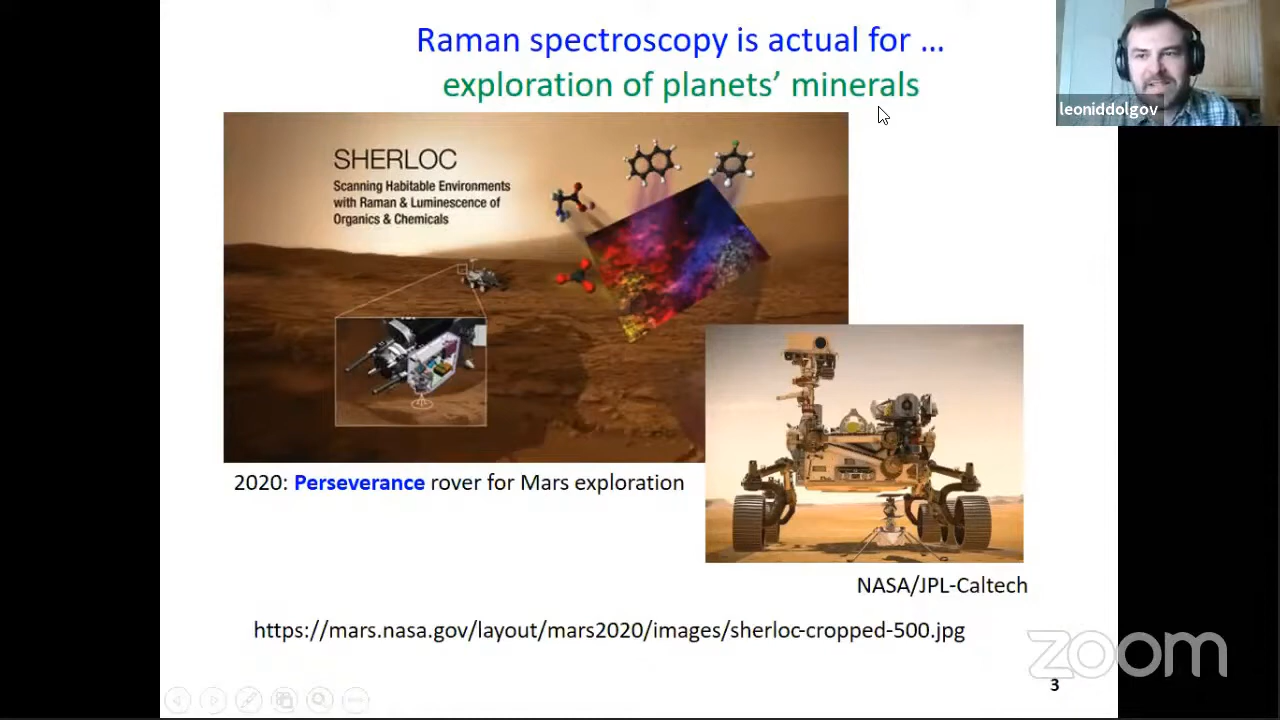 Raman spectroscopy is actual for ...
exploration of planets’ minerals
leoniddolgov
SHERLOC
Scanning Habitable Environments
with Raman & Luminescence of
Organics & Chemicals
2020: Perseverance rover for Mars exploration
NASA/JPL-Caltech
https://mars.nasa.gov/layout/mars2020/images/sherloc-cropped-500.jpg
zoom
3